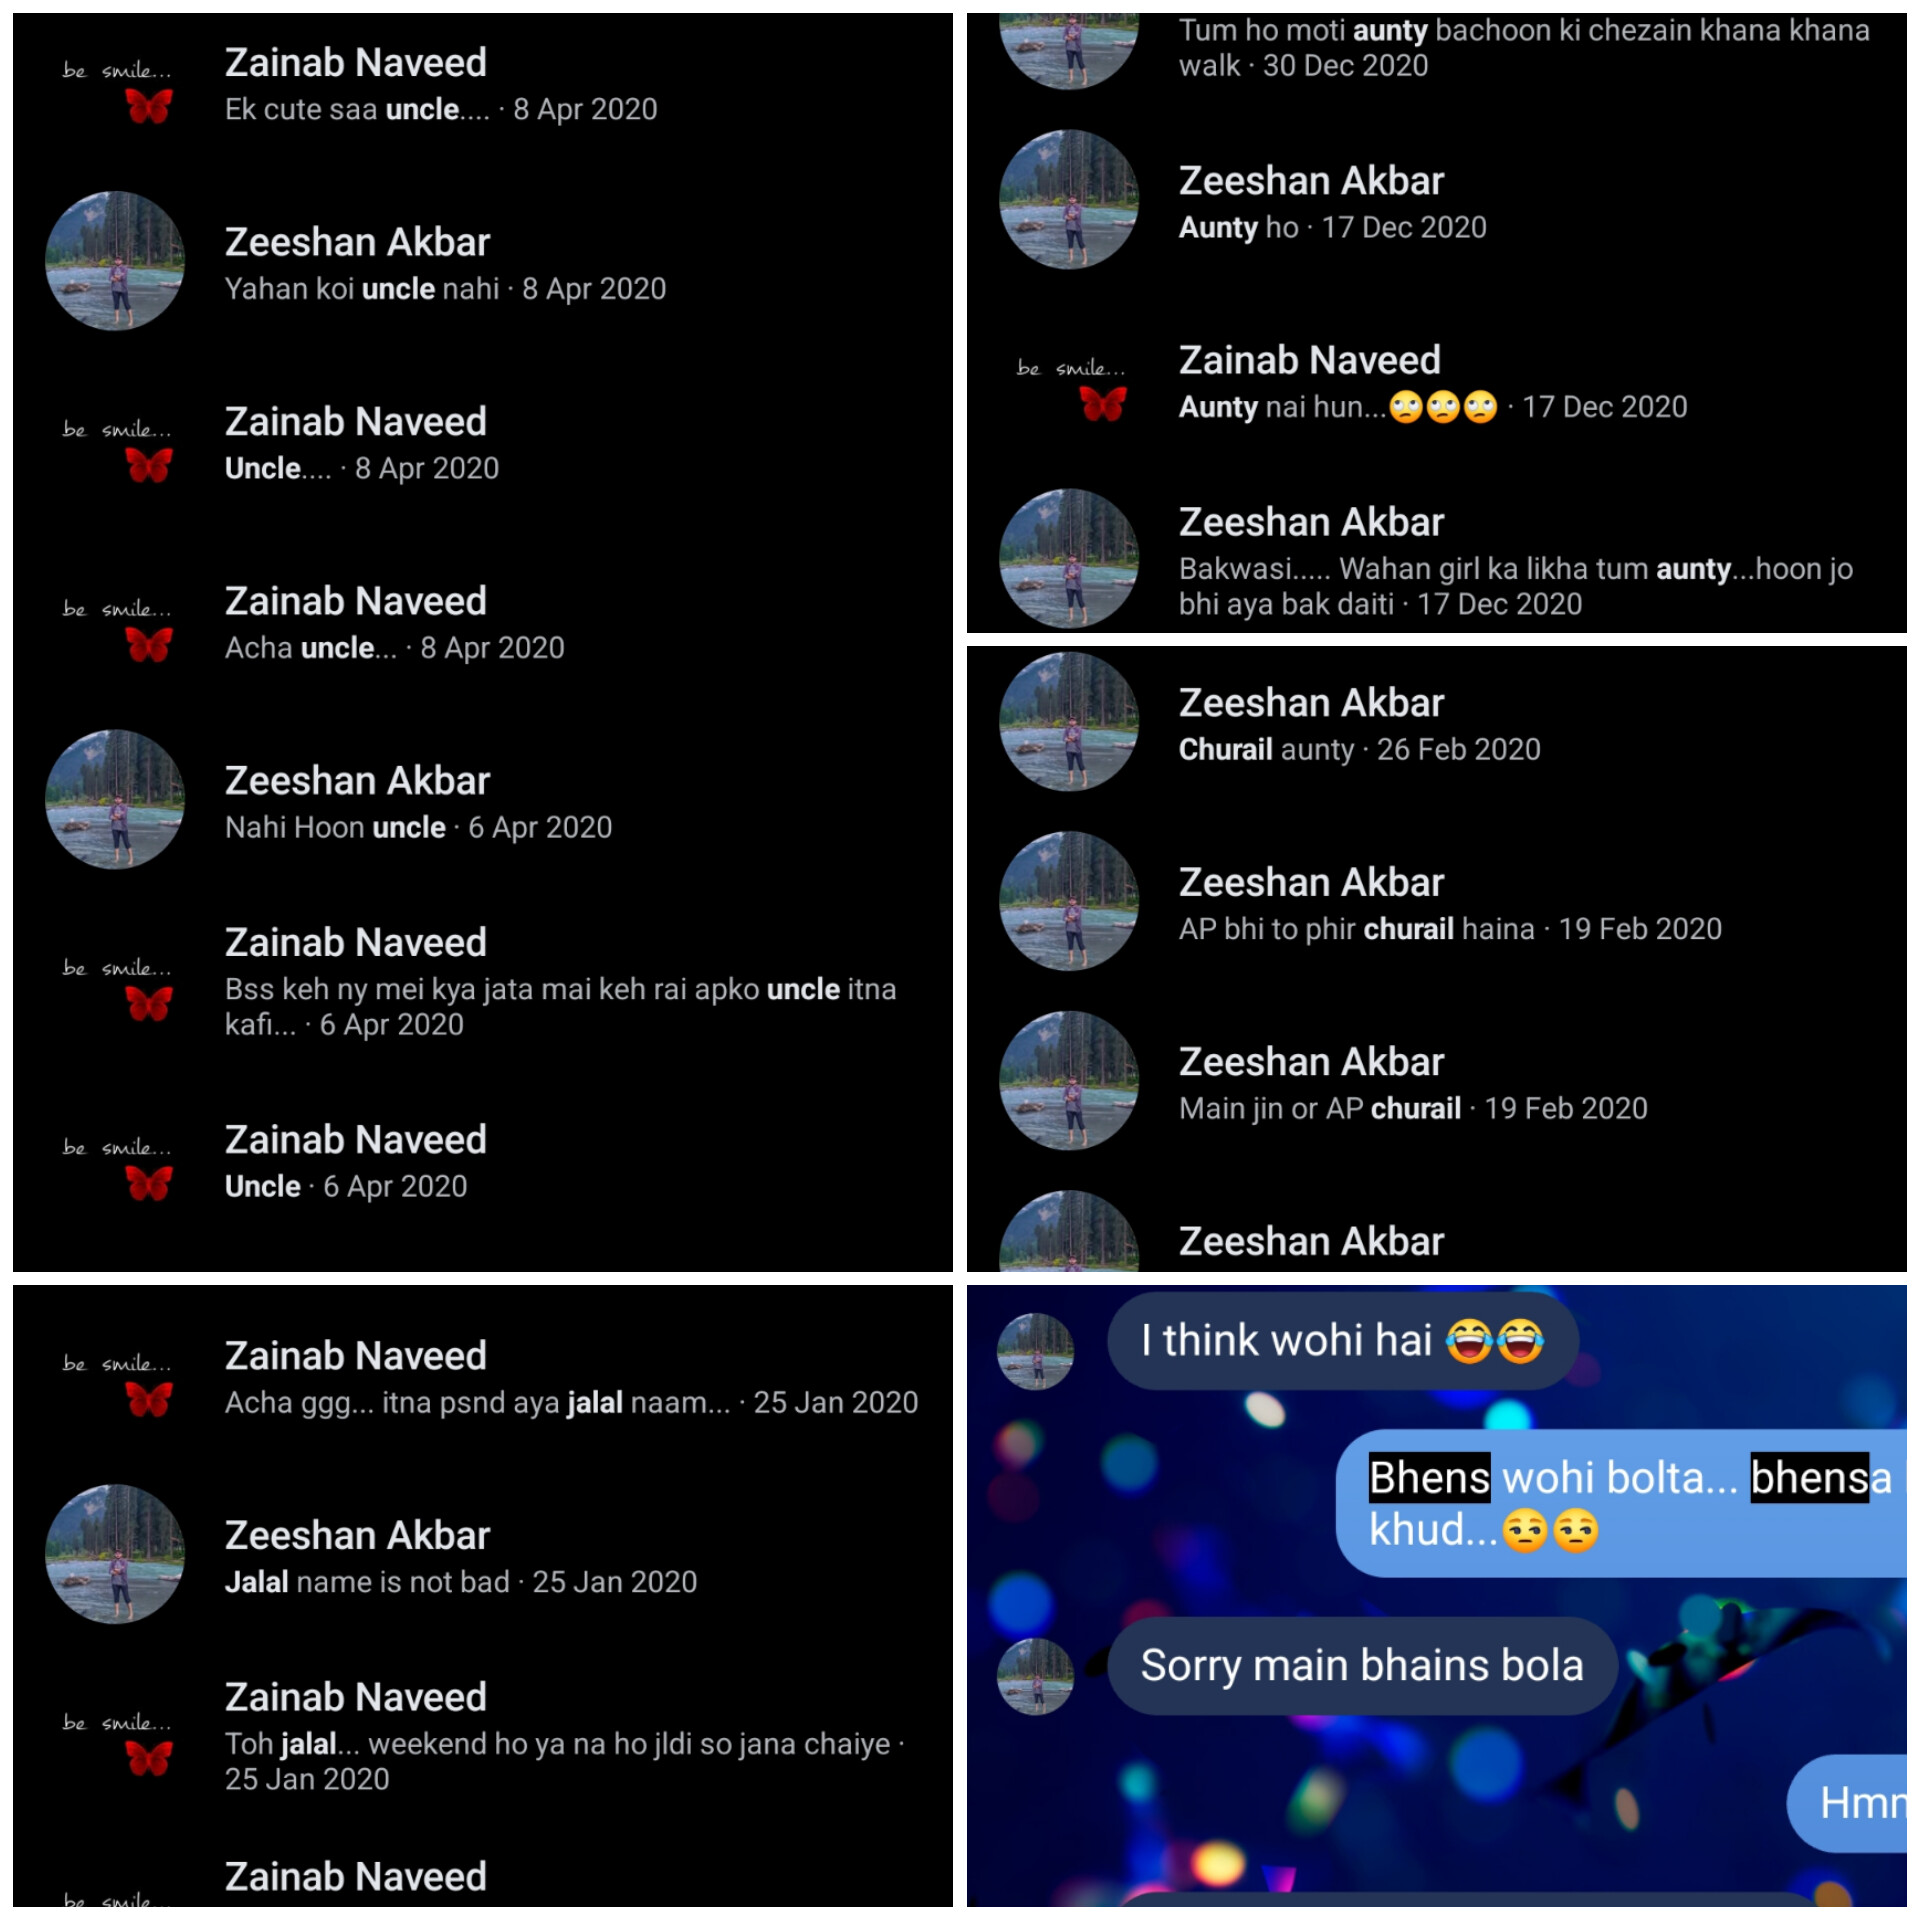 be smile...
Zainab Naveed
Ek cute saa uncle.... · 8 Apr 2020
Zeeshan Akbar
Yahan koi uncle nahi · 8 Apr 2020
be smile...
Zainab Naveed
Uncle.... · 8 Apr 2020
be smile...
Zainab Naveed
Acha uncle... · 8 Apr 2020
Zeeshan Akbar
Nahi Hoon uncle · 6 Apr 2020
be smile...
Zainab Naveed
Bss keh ny mei kya jata mai keh rai apko uncle itna
kafi... · 6 Apr 2020
be smile...
Zainab Naveed
Uncle · 6 Apr 2020
Tum ho moti aunty bachoon ki chezain khana khana
walk · 30 Dec 2020
Zeeshan Akbar
Aunty ho · 17 Dec 2020
be smile...
Zainab Naveed
Aunty nai hun...🙄🙄🙄 · 17 Dec 2020
Zeeshan Akbar
Bakwasi..... Wahan girl ka likha tum aunty...hoon jo
bhi aya bak daiti · 17 Dec 2020
Zeeshan Akbar
Churail aunty · 26 Feb 2020
Zeeshan Akbar
AP bhi to phir churail haina · 19 Feb 2020
Zeeshan Akbar
Main jin or AP churail · 19 Feb 2020
Zeeshan Akbar
be smile...
Zainab Naveed
Acha ggg... itna psnd aya jalal naam... · 25 Jan 2020
Zeeshan Akbar
Jalal name is not bad · 25 Jan 2020
be smile...
Zainab Naveed
Toh jalal... weekend ho ya na ho jldi so jana chaiye ·
25 Jan 2020
be smile...
Zainab Naveed
I think wohi hai 😂😂
Bhens wohi bolta... bhensa
khud...😒😒
Sorry main bhains bola